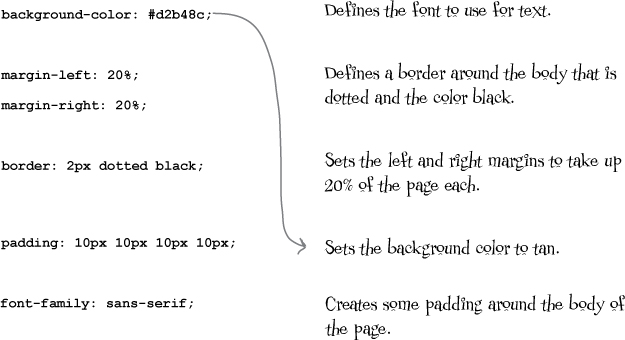 background-color: #d2b48c;
Defines the font to use for text.
margin-left: 20%;
margin-right: 20%;
Defines a border around the body that is
dotted and the color black.
border: 2px dotted black;
Sets the left and right margins to take up
20% of the page each.
padding: 10px 10px 10px 10px;
Sets the background color to tan.
font-family: sans-serif;
Creates some padding around the body of
the page.